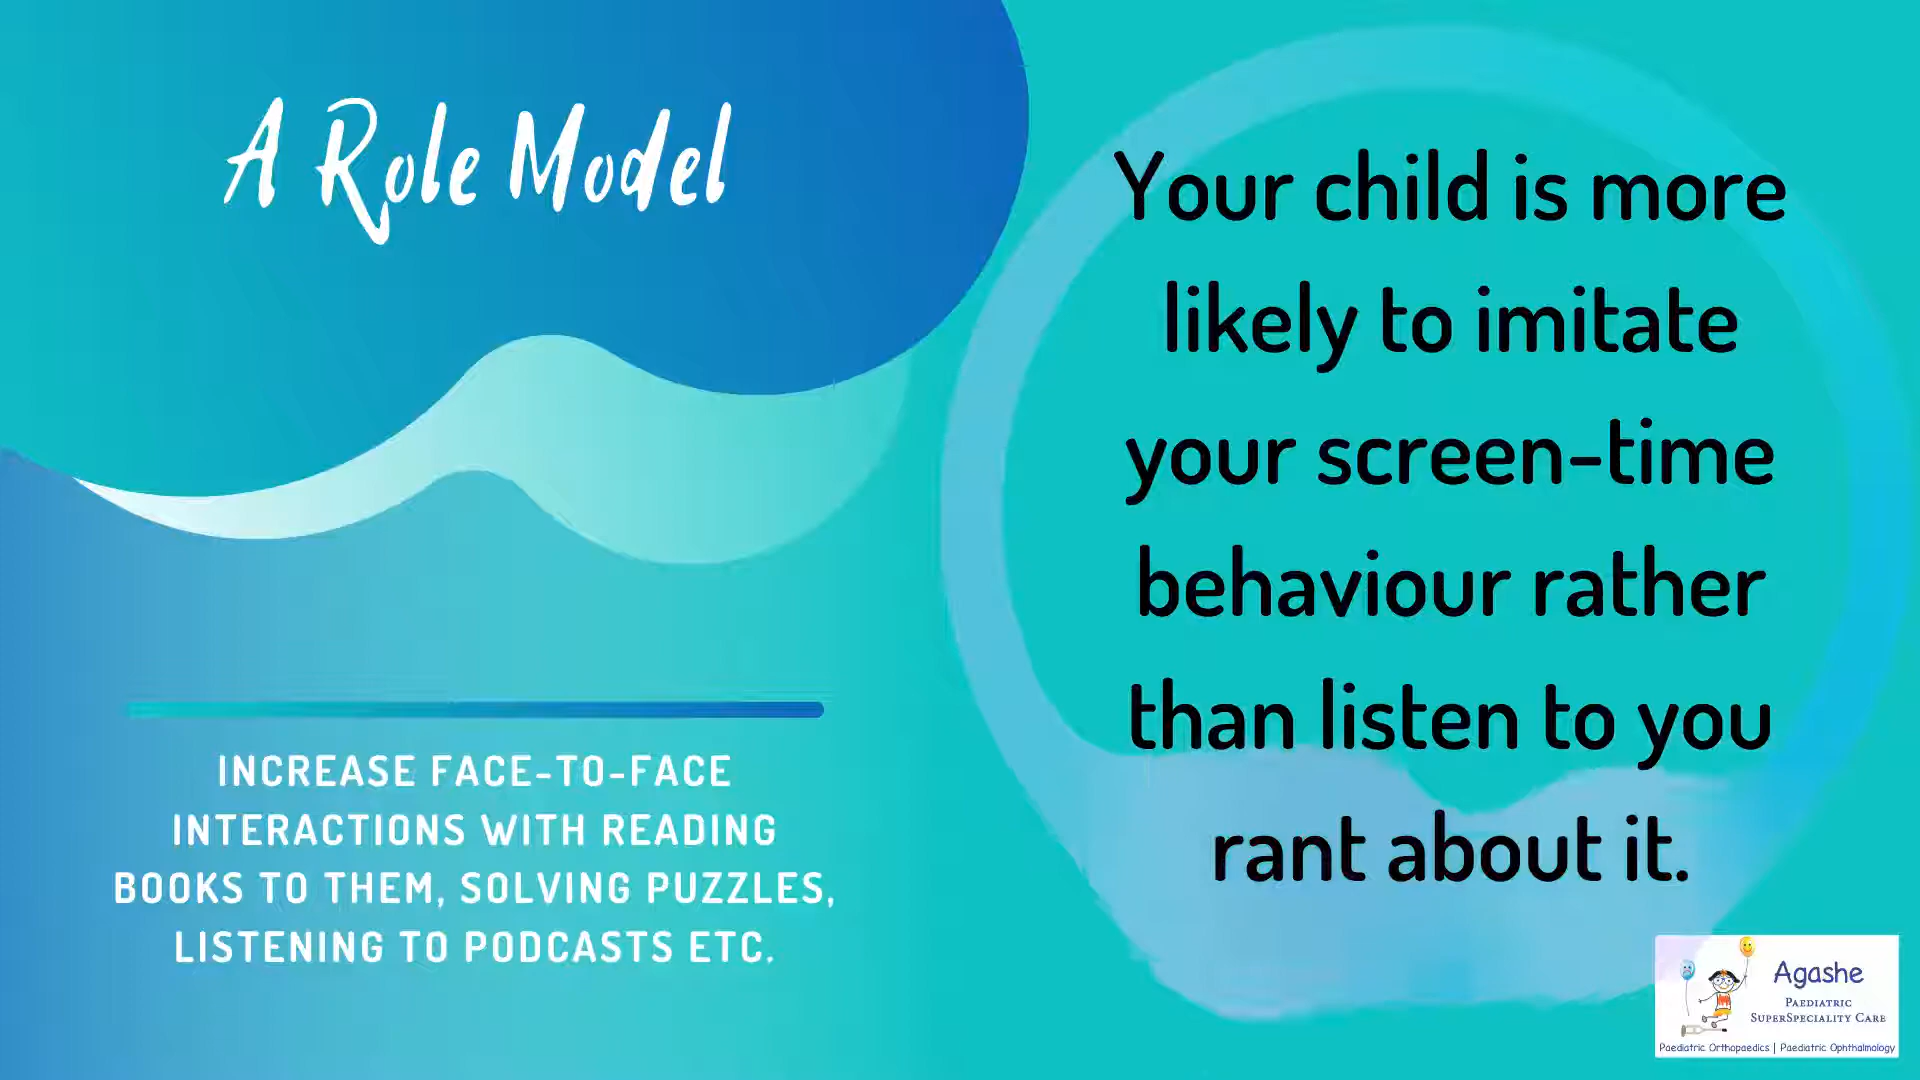 A Role Model
INCREASE FACE-TO-FACE
INTERACTIONS WITH READING
BOOKS TO THEM, SOLVING PUZZLES,
LISTENING TO PODCASTS ETC.
Your child is more
likely to imitate
your screen-time
behaviour rather
than listen to you
rant about it.
Agashe
PAEDIATRIC
SUPERSPECIALITY CARE
Paediatric Orthopaedics | Paediatric Ophthalmology